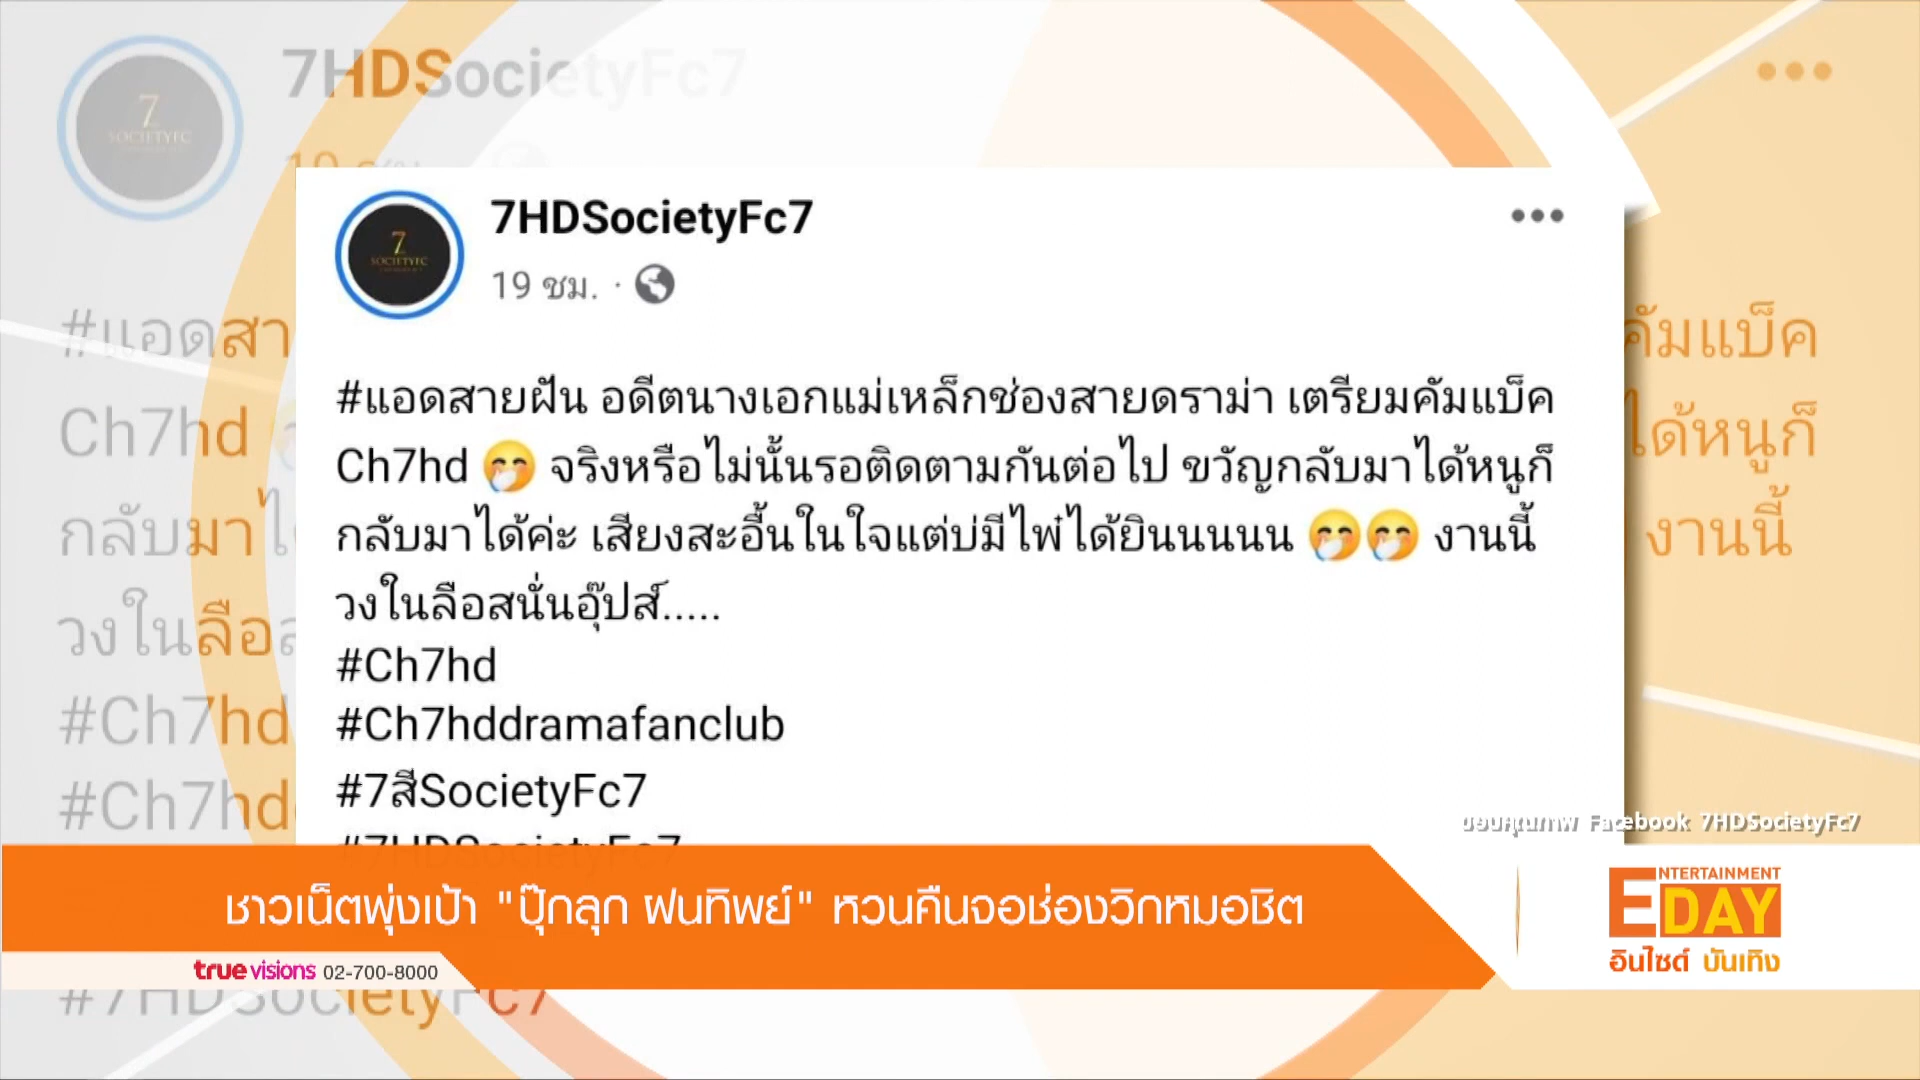 7HDSocietyFc7
19 ชม.
#แอดสายฝัน อดีตนางเอกแม่เหล็กช่องสายดราม่า เตรียมคัมแบ็ค
Ch7hd 🤭 จริงหรือไม่นั้นรอติดตามกันต่อไป ขวัญกลับมาได้หนูก็
กลับมาได้ค่ะ เสียงสะอื้นในใจแต่บ่มีไผ๋ได้ยินนนนน 🤭🤭 งานนี้
วงในลือสนั่นอุ๊ปส์.....
#Ch7hd
#Ch7hddramafanclub
#7สีSocietyFc7
#7HDSocietyFc7
ขอบคุณภาพ Facebook 7HDSocietyFc7
ชาวเน็ตพุ่งเป้า "ปุ๊กลุก ฝนทิพย์" หวนคืนจอช่องวิกหมอชิต
truevisions 02-700-8000
ENTERTAINMENT
DAY
อินไซด์ บันเทิง